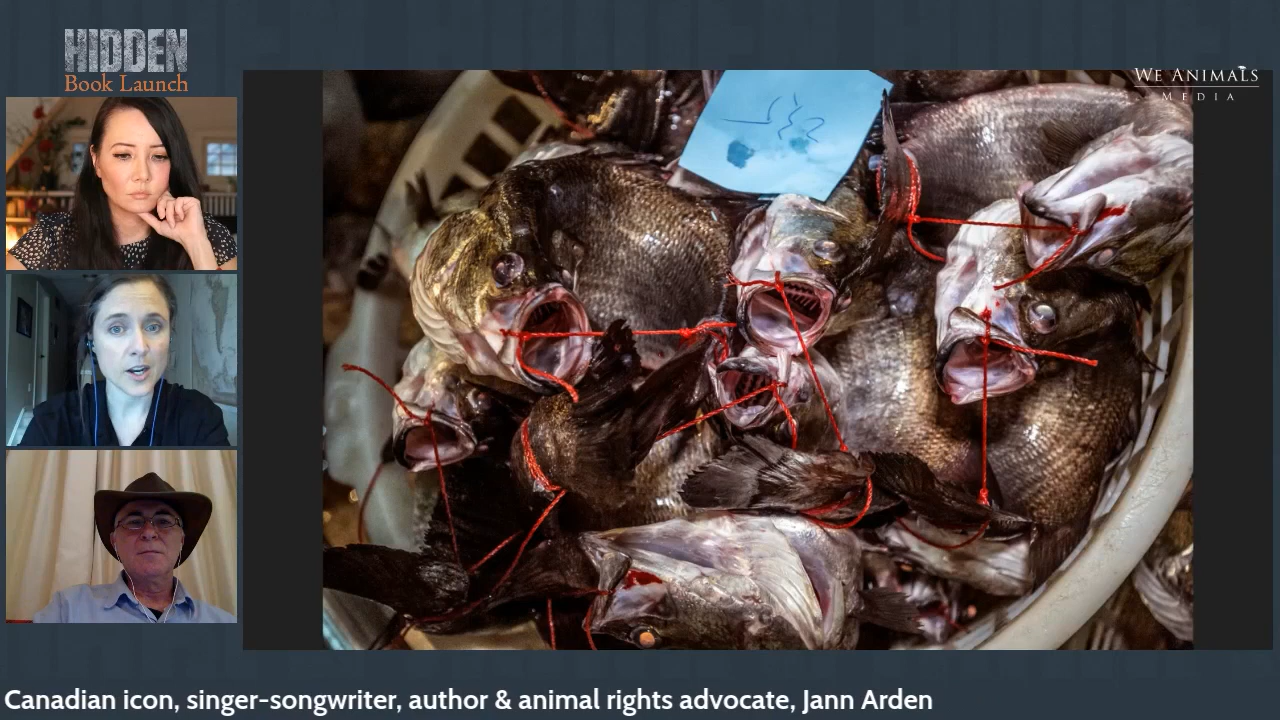 HIDDEN
Book Launch
WE ANIMALS
MEDIA
Canadian icon, singer-songwriter, author & animal rights advocate, Jann Arden